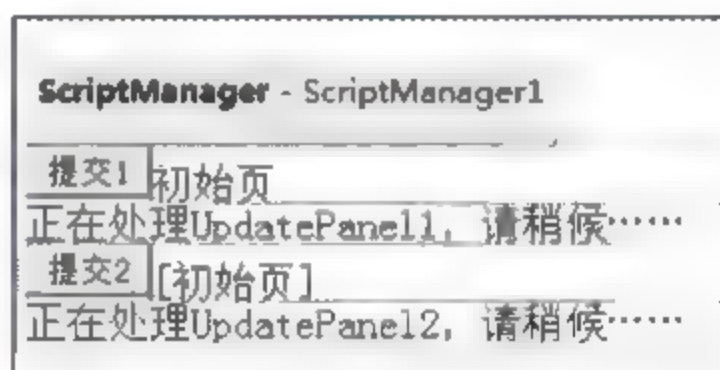 ScriptManager - ScriptManager1
提交1 初始页
正在处理UpdatePanel1, 请稍候……
提交2 [初始页]
正在处理UpdatePanel2, 请稍候……